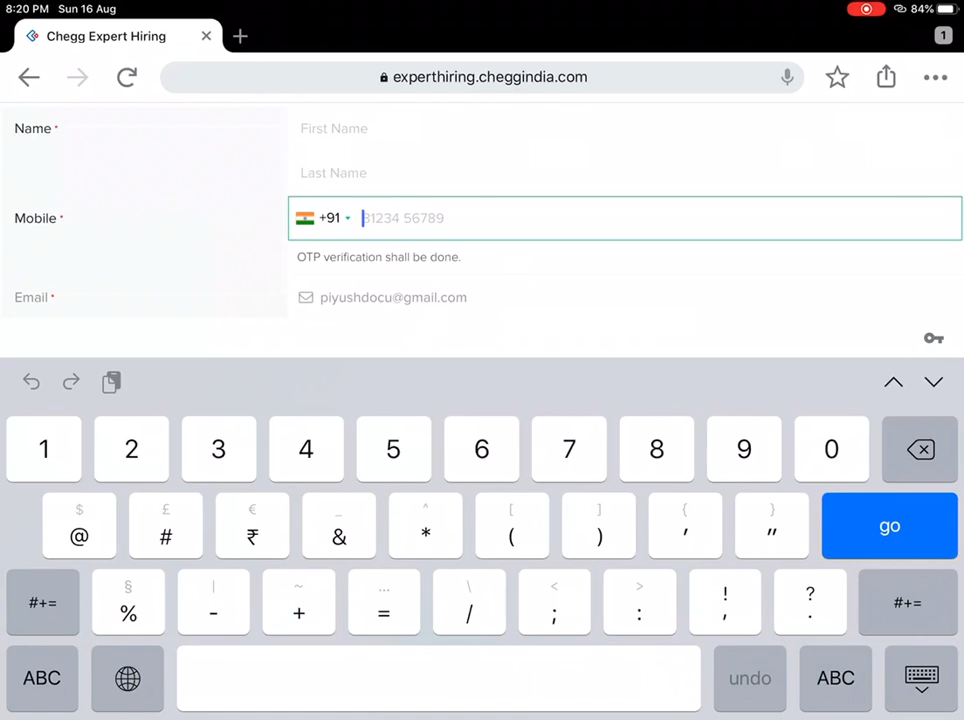 8:20 PM Sun 16 Aug
84%
Chegg Expert Hiring
1
experthiring.cheggindia.com
Name *
First Name
Last Name
Mobile *
+91
81234 56789
OTP verification shall be done.
Email *
piyushdocu@gmail.com
1 2 3 4 5 6 7 8 9 0
$ £ € _ ^ [ ] { }
@ # ₹ & * ( ) ' "
go
§ | ~ … \ < > ! ?
#+= % - + = / ; : , . #+=
ABC undo ABC